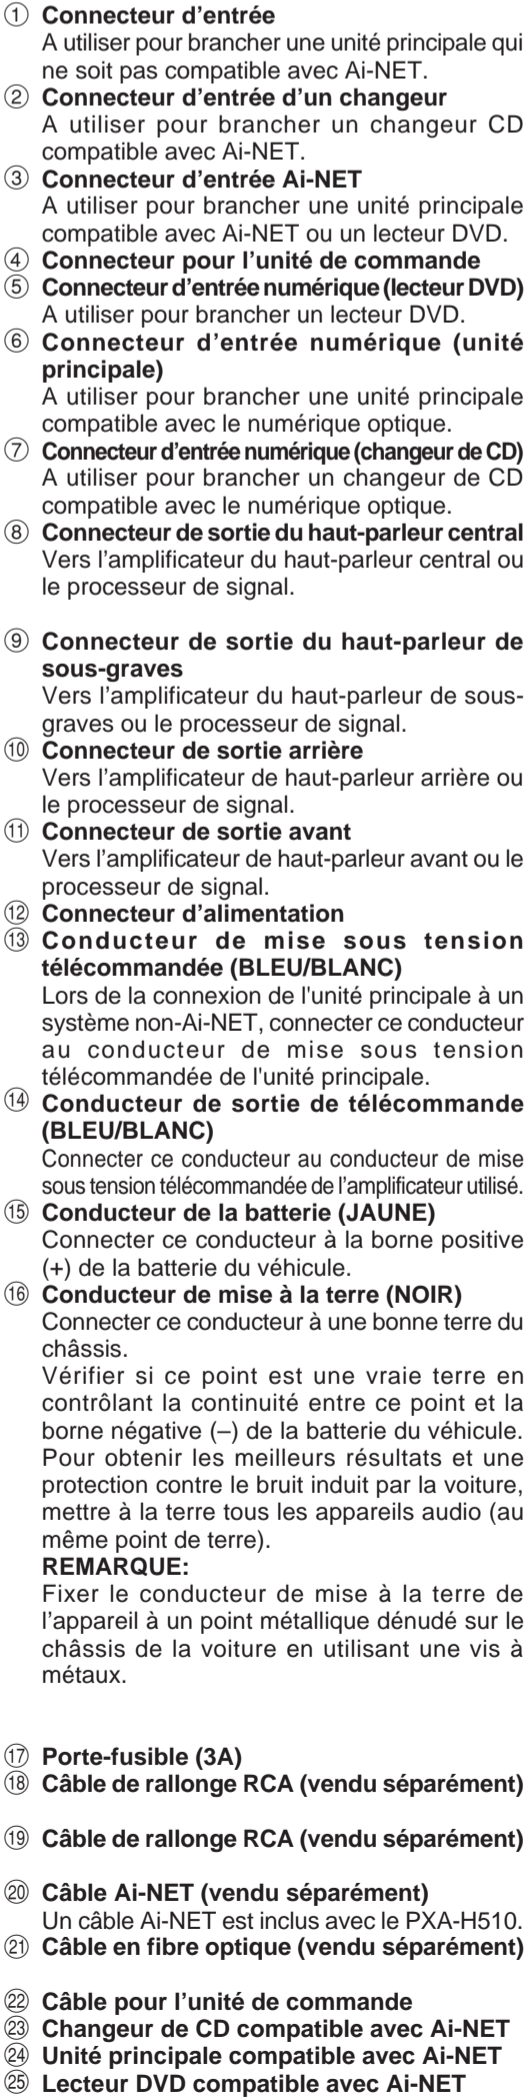 ① Connecteur d’entrée
A utiliser pour brancher une unité principale qui
ne soit pas compatible avec Ai-NET.
② Connecteur d’entrée d’un changeur
A utiliser pour brancher un changeur CD
compatible avec Ai-NET.
③ Connecteur d’entrée Ai-NET
A utiliser pour brancher une unité principale
compatible avec Ai-NET ou un lecteur DVD.
④ Connecteur pour l’unité de commande
⑤ Connecteur d’entrée numérique (lecteur DVD)
A utiliser pour brancher un lecteur DVD.
⑥ Connecteur d’entrée numérique (unité
principale)
A utiliser pour brancher une unité principale
compatible avec le numérique optique.
⑦ Connecteur d’entrée numérique (changeur de CD)
A utiliser pour brancher un changeur de CD
compatible avec le numérique optique.
⑧ Connecteur de sortie du haut-parleur central
Vers l’amplificateur du haut-parleur central ou
le processeur de signal.
⑨ Connecteur de sortie du haut-parleur de
sous-graves
Vers l’amplificateur du haut-parleur de sous-
graves ou le processeur de signal.
⑩ Connecteur de sortie arrière
Vers l’amplificateur de haut-parleur arrière ou
le processeur de signal.
⑪ Connecteur de sortie avant
Vers l’amplificateur de haut-parleur avant ou le
processeur de signal.
⑫ Connecteur d’alimentation
⑬ Conducteur de mise sous tension
télécommandée (BLEU/BLANC)
Lors de la connexion de l'unité principale à un
système non-Ai-NET, connecter ce conducteur
au conducteur de mise sous tension
télécommandée de l'unité principale.
⑭ Conducteur de sortie de télécommande
(BLEU/BLANC)
Connecter ce conducteur au conducteur de mise
sous tension télécommandée de l’amplificateur utilisé.
⑮ Conducteur de la batterie (JAUNE)
Connecter ce conducteur à la borne positive
(+) de la batterie du véhicule.
⑯ Conducteur de mise à la terre (NOIR)
Connecter ce conducteur à une bonne terre du
châssis.
Vérifier si ce point est une vraie terre en
contrôlant la continuité entre ce point et la
borne négative (–) de la batterie du véhicule.
Pour obtenir les meilleurs résultats et une
protection contre le bruit induit par la voiture,
mettre à la terre tous les appareils audio (au
même point de terre).
REMARQUE:
Fixer le conducteur de mise à la terre de
l’appareil à un point métallique dénudé sur le
châssis de la voiture en utilisant une vis à
métaux.
⑰ Porte-fusible (3A)
⑱ Câble de rallonge RCA (vendu séparément)
⑲ Câble de rallonge RCA (vendu séparément)
⑳ Câble Ai-NET (vendu séparément)
Un câble Ai-NET est inclus avec le PXA-H510.
㉑ Câble en fibre optique (vendu séparément)
㉒ Câble pour l’unité de commande
㉓ Changeur de CD compatible avec Ai-NET
㉔ Unité principale compatible avec Ai-NET
㉕ Lecteur DVD compatible avec Ai-NET